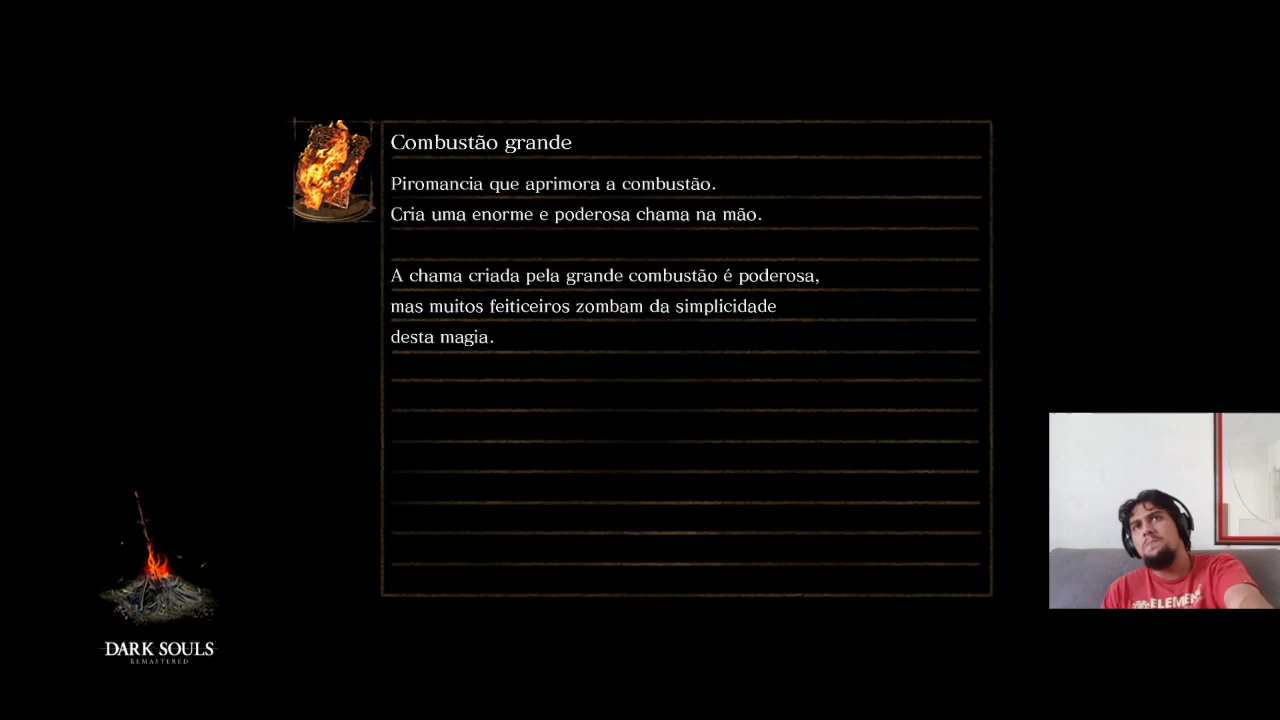 Combustão grande
Piromancia que aprimora a combustão.
Cria uma enorme e poderosa chama na mão.
A chama criada pela grande combustão é poderosa,
mas muitos feiticeiros zombam da simplicidade
desta magia.
DARK SOULS
REMASTERED
ELEMENT